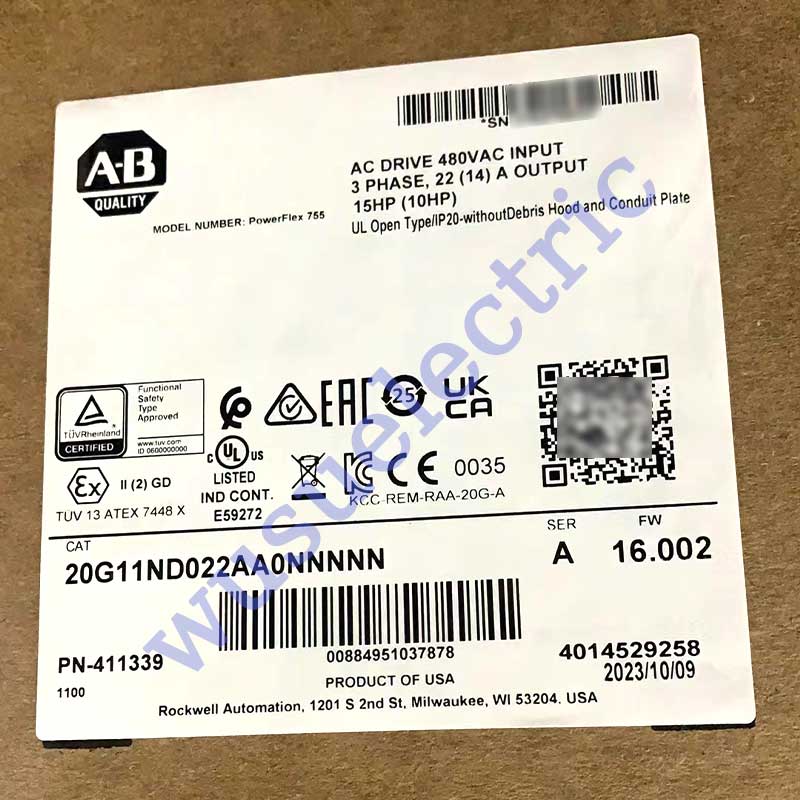 *SN
A-B
QUALITY
MODEL NUMBER: PowerFlex 755
AC DRIVE 480VAC INPUT
3 PHASE, 22 (14) A OUTPUT
15HP (10HP)
UL Open Type/IP20-withoutDebris Hood and Conduit Plate
TÜVRheinland
CERTIFIED
Functional
Safety
Type
Approved
www.tuv.com
ID 0600000000
EAC
25
UK
CA
c UL us
LISTED
IND CONT.
E59272
CE 0035
KCC-REM-RAA-20G-A
Ex II (2) GD
TÜV 13 ATEX 7448 X
CAT
20G11ND022AA0NNNNN
SER
A
FW
16.002
PN-411339
1100
00884951037878
PRODUCT OF USA
4014529258
2023/10/09
Rockwell Automation, 1201 S 2nd St, Milwaukee, WI 53204. USA
wusuelectric